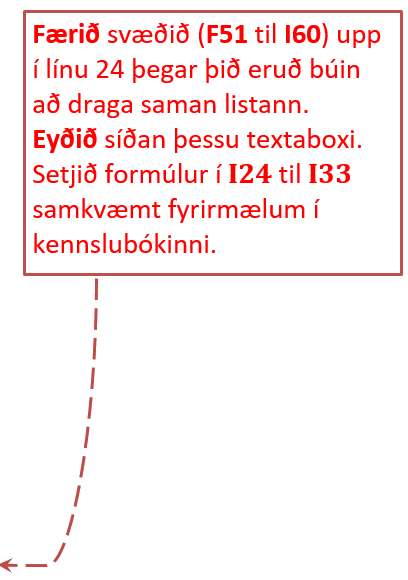 Færið svæðið (F51 til I60) upp
í línu 24 þegar þið eruð búin
að draga saman listann.
Eyðið síðan þessu textaboxi.
Setjið formúlur í I24 til I33
samkvæmt fyrirmælum í
kennslubókinni.